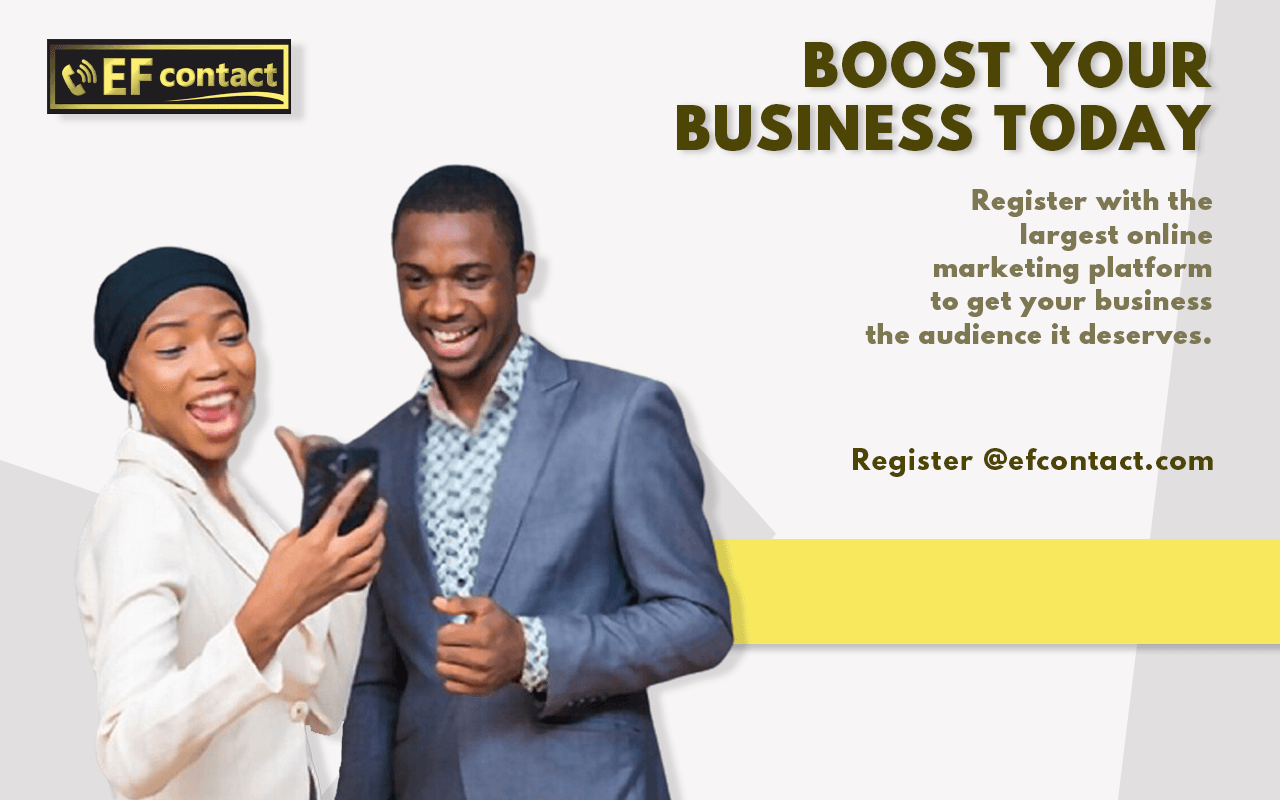 EF contact
BOOST YOUR
BUSINESS TODAY
Register with the
largest online
marketing platform
to get your business
the audience it deserves.
Register @efcontact.com